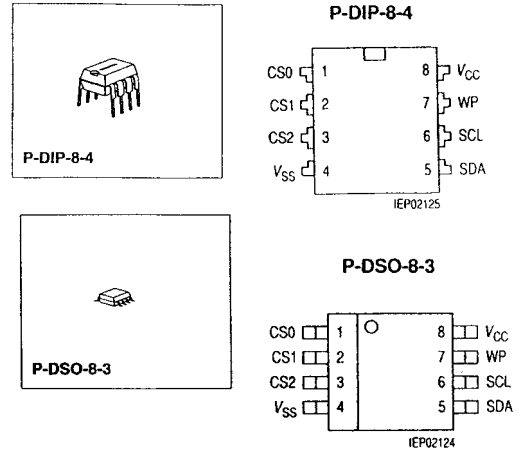 P-DIP-8-4
P-DIP-8-4
CS0 1 8 VCC
CS1 2 7 WP
CS2 3 6 SCL
VSS 4 5 SDA
IEP02125
P-DSO-8-3
P-DSO-8-3
CS0 1 8 VCC
CS1 2 7 WP
CS2 3 6 SCL
VSS 4 5 SDA
IEP02124